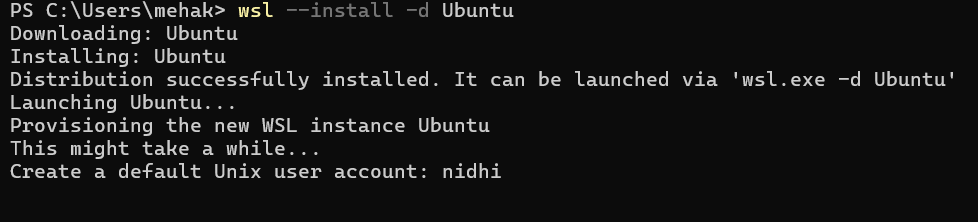 PS C:\Users\mehak> wsl --install -d Ubuntu
Downloading: Ubuntu
Installing: Ubuntu
Distribution successfully installed. It can be launched via 'wsl.exe -d Ubuntu'
Launching Ubuntu...
Provisioning the new WSL instance Ubuntu
This might take a while...
Create a default Unix user account: nidhi